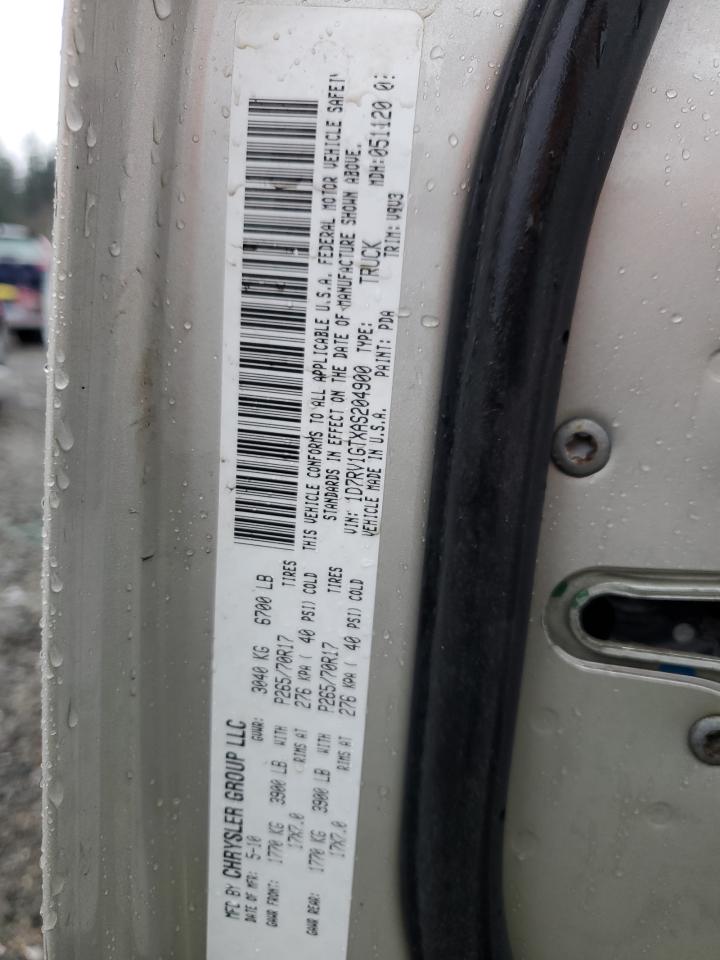 MFC BY CHRYSLER GROUP LLC
DATE OF MFR: 5-10 GVWR: 3040 KG 6700 LB
GAWR FRONT: 1770 KG 3900 LB WITH P265/70R17 TIRES
17X7.0 RIMS AT 276 KPA ( 40 PSI) COLD
GAWR REAR: 1770 KG 3900 LB WITH P265/70R17 TIRES
17X7.0 RIMS AT 276 KPA ( 40 PSI) COLD
THIS VEHICLE CONFORMS TO ALL APPLICABLE U.S.A. FEDERAL MOTOR VEHICLE SAFETY
STANDARDS IN EFFECT ON THE DATE OF MANUFACTURE SHOWN ABOVE.
VIN: 1D7RV1GTXAS204900 TYPE: TRUCK MDH:051120 0:
VEHICLE MADE IN U.S.A. PAINT: PDA TRIM: V9V3